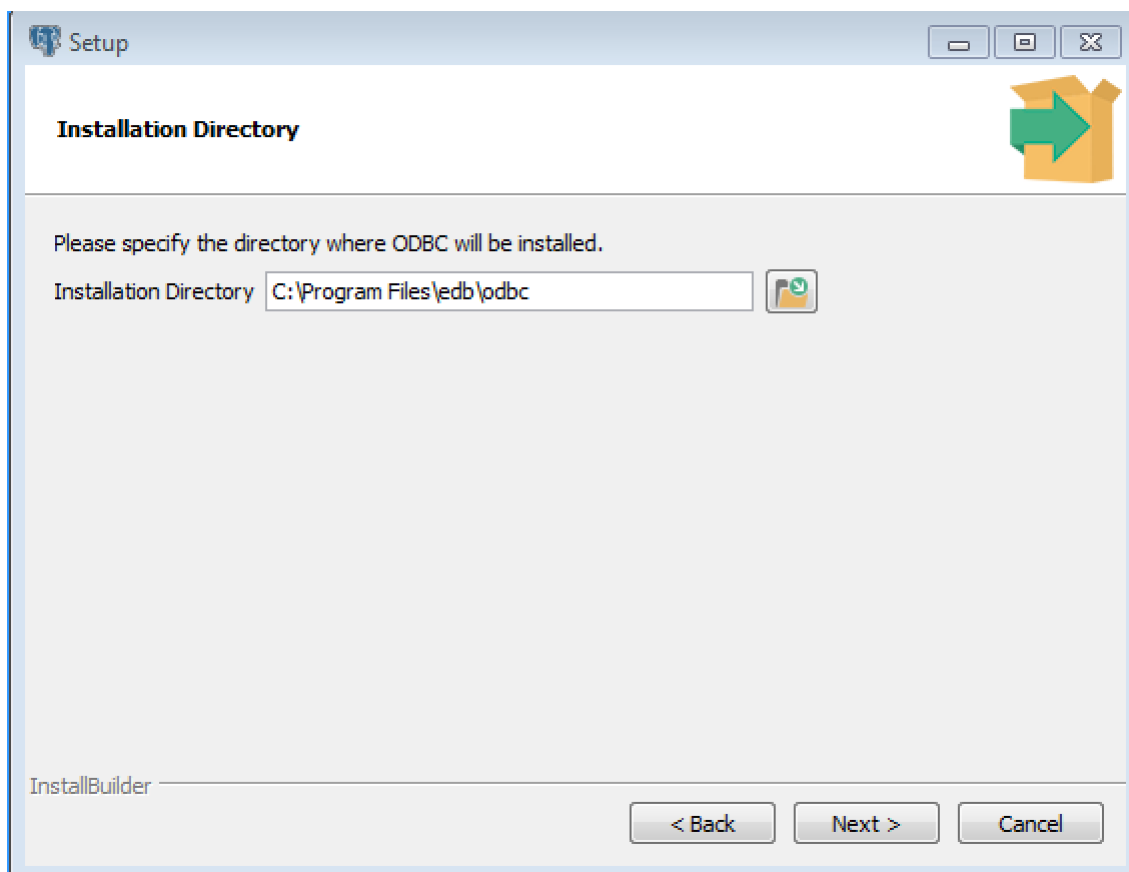 Setup
Installation Directory
Please specify the directory where ODBC will be installed.
Installation Directory C:\Program Files\edb\odbc
InstallBuilder
< Back Next > Cancel